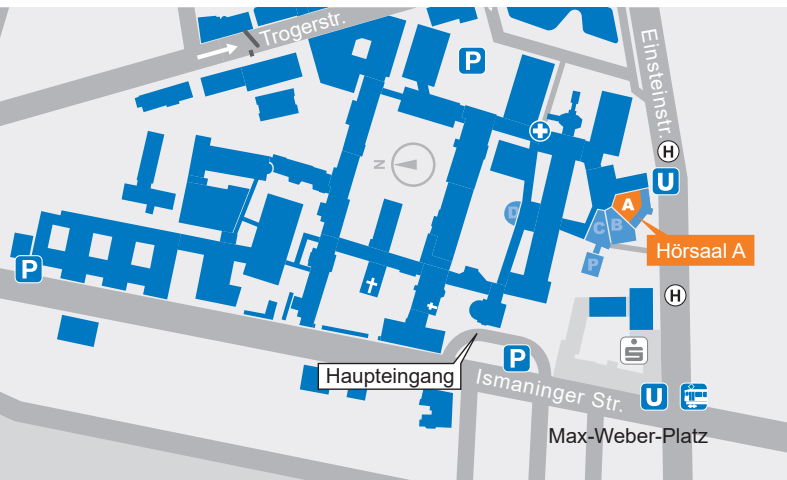 Trogerstr.
Einsteinstr.
P
H
U
N
A
D
C
B
Hörsaal A
P
P
H
Haupteingang
P
Ismaninger Str.
U
Max-Weber-Platz